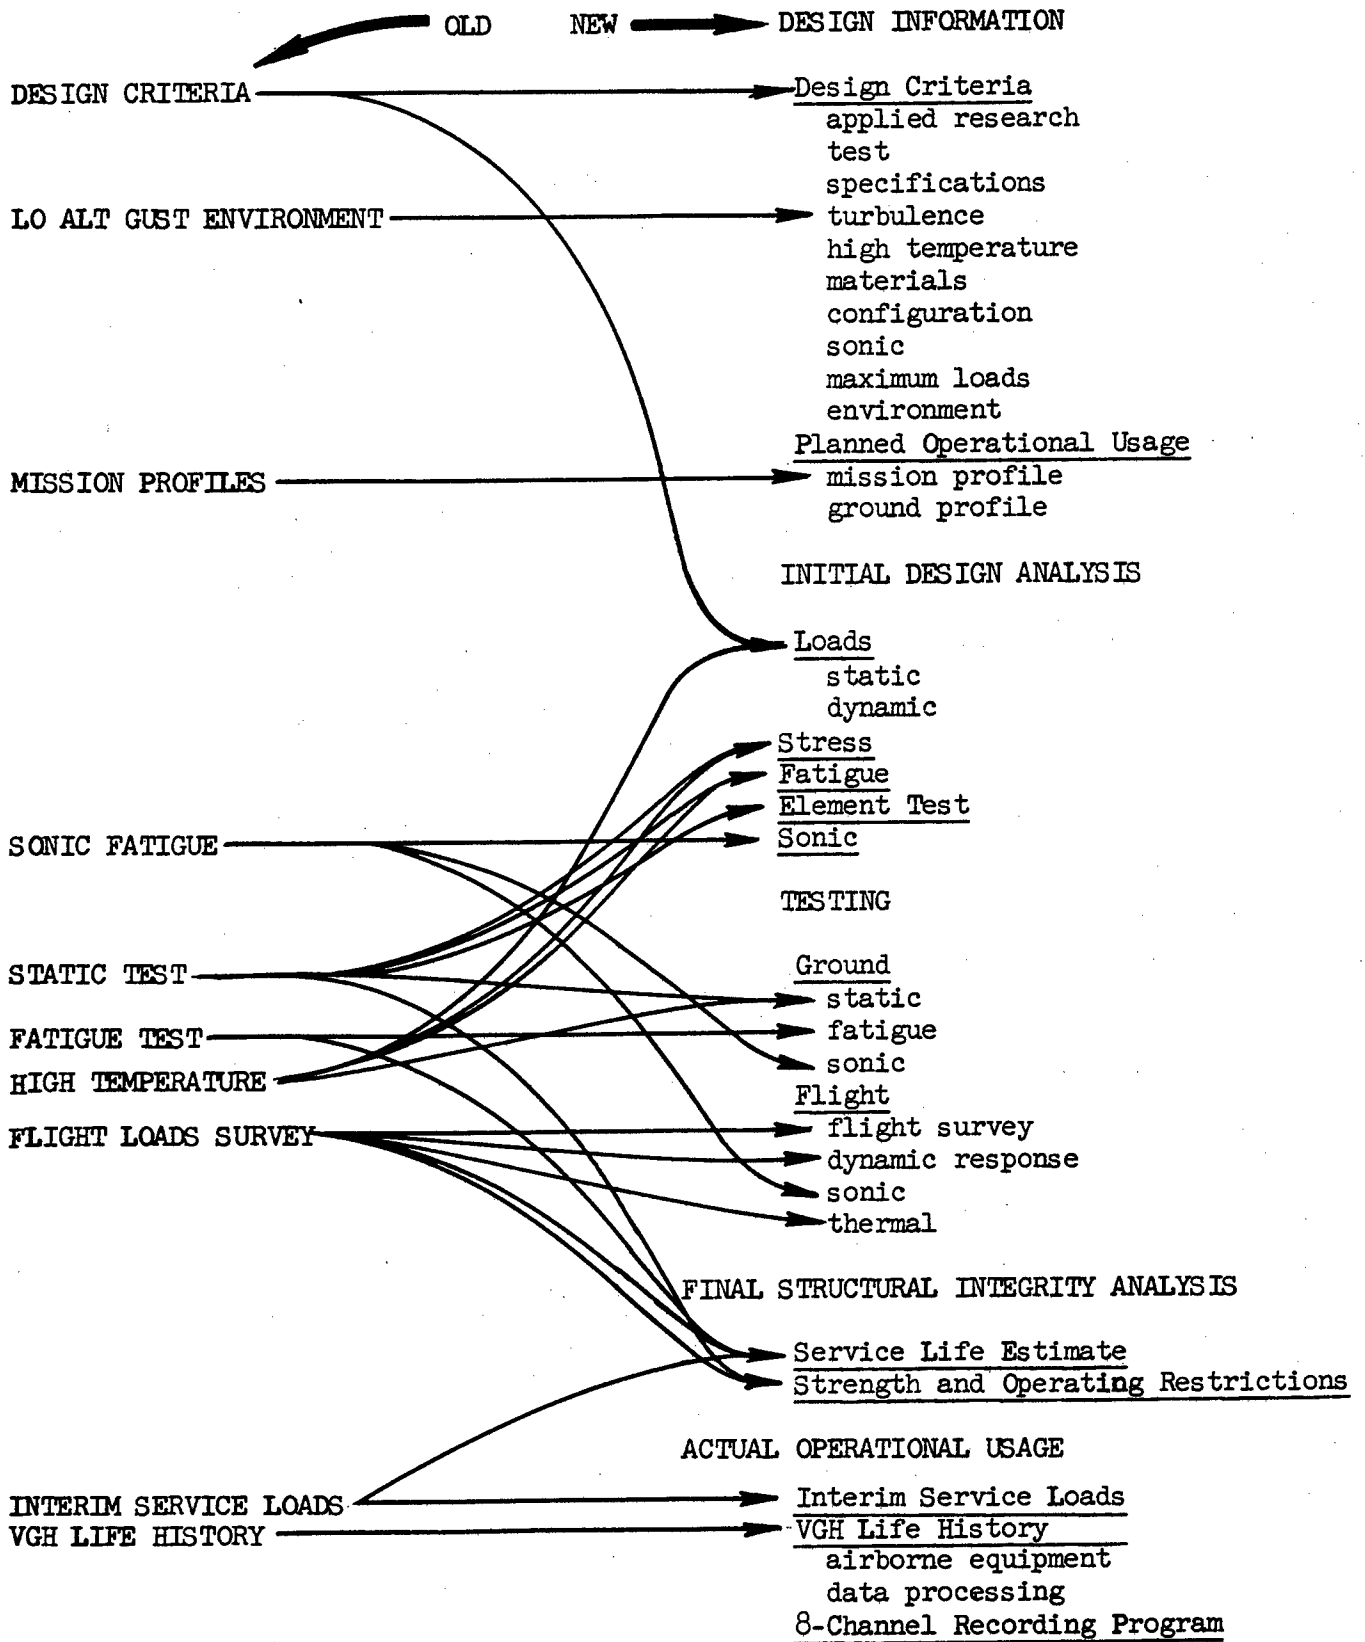 OLD NEW DESIGN INFORMATION
DESIGN CRITERIA Design Criteria
applied research
test
specifications
LO ALT GUST ENVIRONMENT turbulence
high temperature
materials
configuration
sonic
maximum loads
environment
Planned Operational Usage
MISSION PROFILES mission profile
ground profile
INITIAL DESIGN ANALYSIS
Loads
static
dynamic
Stress
Fatigue
Element Test
SONIC FATIGUE Sonic
TESTING
Ground
STATIC TEST static
FATIGUE TEST fatigue
sonic
HIGH TEMPERATURE
Flight
FLIGHT LOADS SURVEY flight survey
dynamic response
sonic
thermal
FINAL STRUCTURAL INTEGRITY ANALYSIS
Service Life Estimate
Strength and Operating Restrictions
ACTUAL OPERATIONAL USAGE
INTERIM SERVICE LOADS Interim Service Loads
VGH LIFE HISTORY VGH Life History
airborne equipment
data processing
8-Channel Recording Program